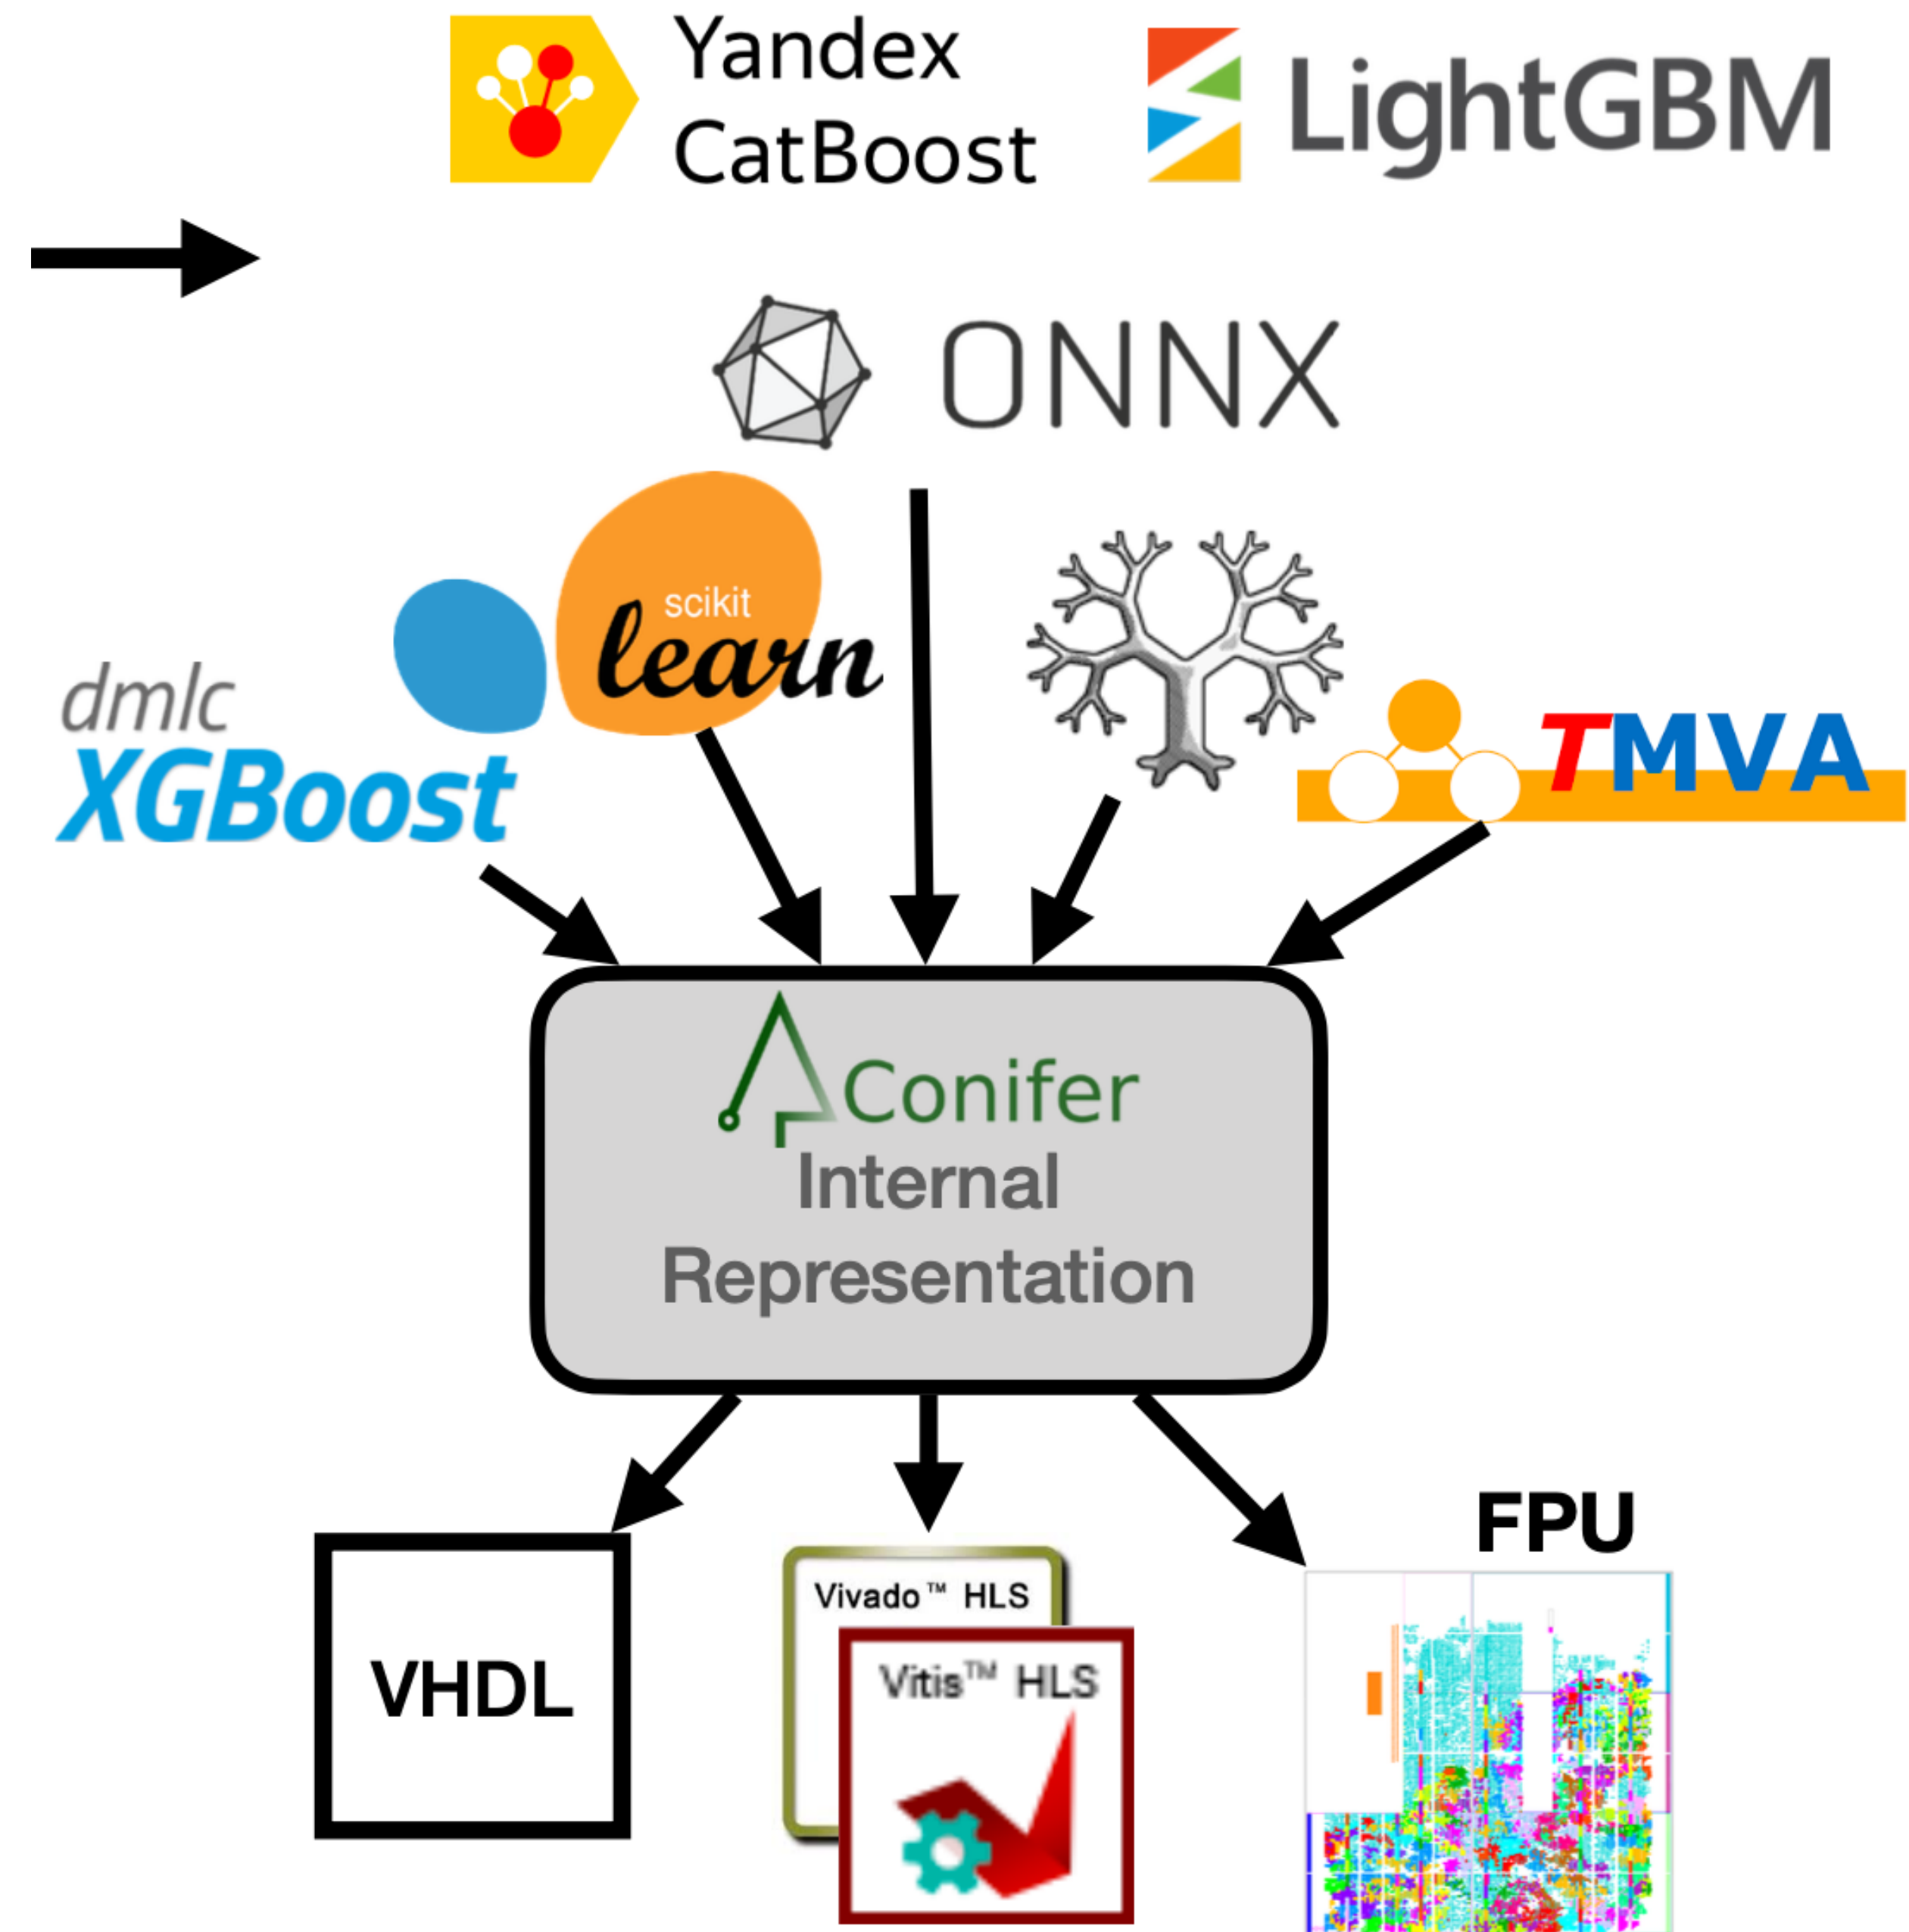 Yandex
CatBoost
LightGBM
ONNX
scikit
learn
dmlc
XGBoost
TMVA
Conifer
Internal
Representation
FPU
VHDL
Vivado™ HLS
Vitis™ HLS